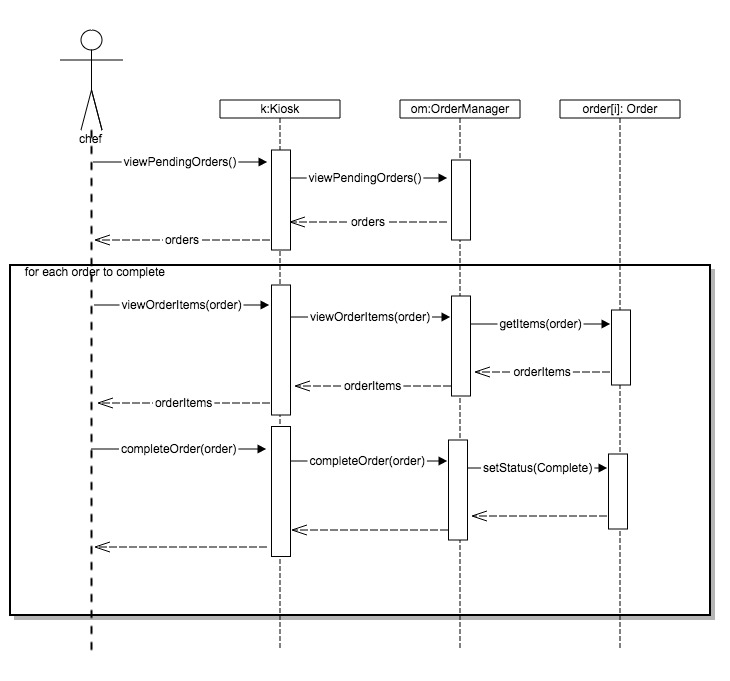 k:Kiosk
om:OrderManager
order[i]: Order
chef
viewPendingOrders()
viewPendingOrders()
orders
orders
for each order to complete
viewOrderItems(order)
viewOrderItems(order)
getItems(order)
orderItems
orderItems
orderItems
completeOrder(order)
completeOrder(order)
setStatus(Complete)